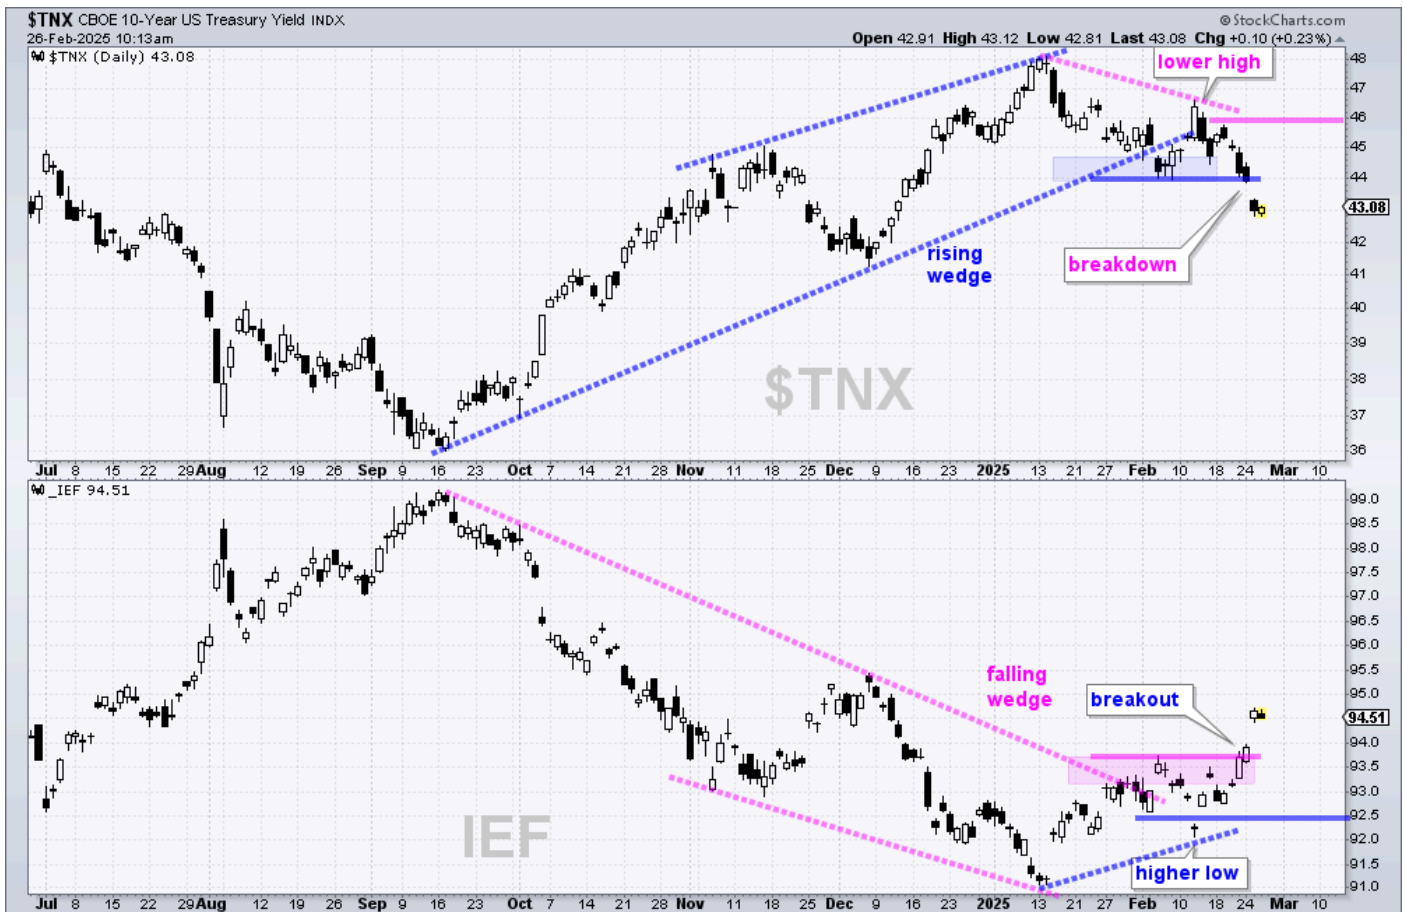 $TNX CBOE 10-Year US Treasury Yield INDX © StockCharts.com
26-Feb-2025 10:13am Open 42.91 High 43.12 Low 42.81 Last 43.08 Chg +0.10 (+0.23%)
$TNX (Daily) 43.08
lower high
48
47
46
45
44
43.08
42
41
40
39
38
37
36
rising
wedge
breakdown
$TNX
Jul 8 15 22 29 Aug 12 19 26 Sep 9 16 23 Oct 7 14 21 28 Nov 11 18 25 Dec 9 16 23 2025 13 21 27 Feb 10 18 24 Mar 10
_IEF 94.51
99.0
98.5
98.0
97.5
97.0
96.5
96.0
95.5
95.0
94.51
94.0
93.5
93.0
92.5
92.0
91.5
91.0
falling
wedge
breakout
IEF
higher low
Jul 8 15 22 29 Aug 12 19 26 Sep 9 16 23 Oct 7 14 21 28 Nov 11 18 25 Dec 9 16 23 2025 13 21 27 Feb 10 18 24 Mar 10